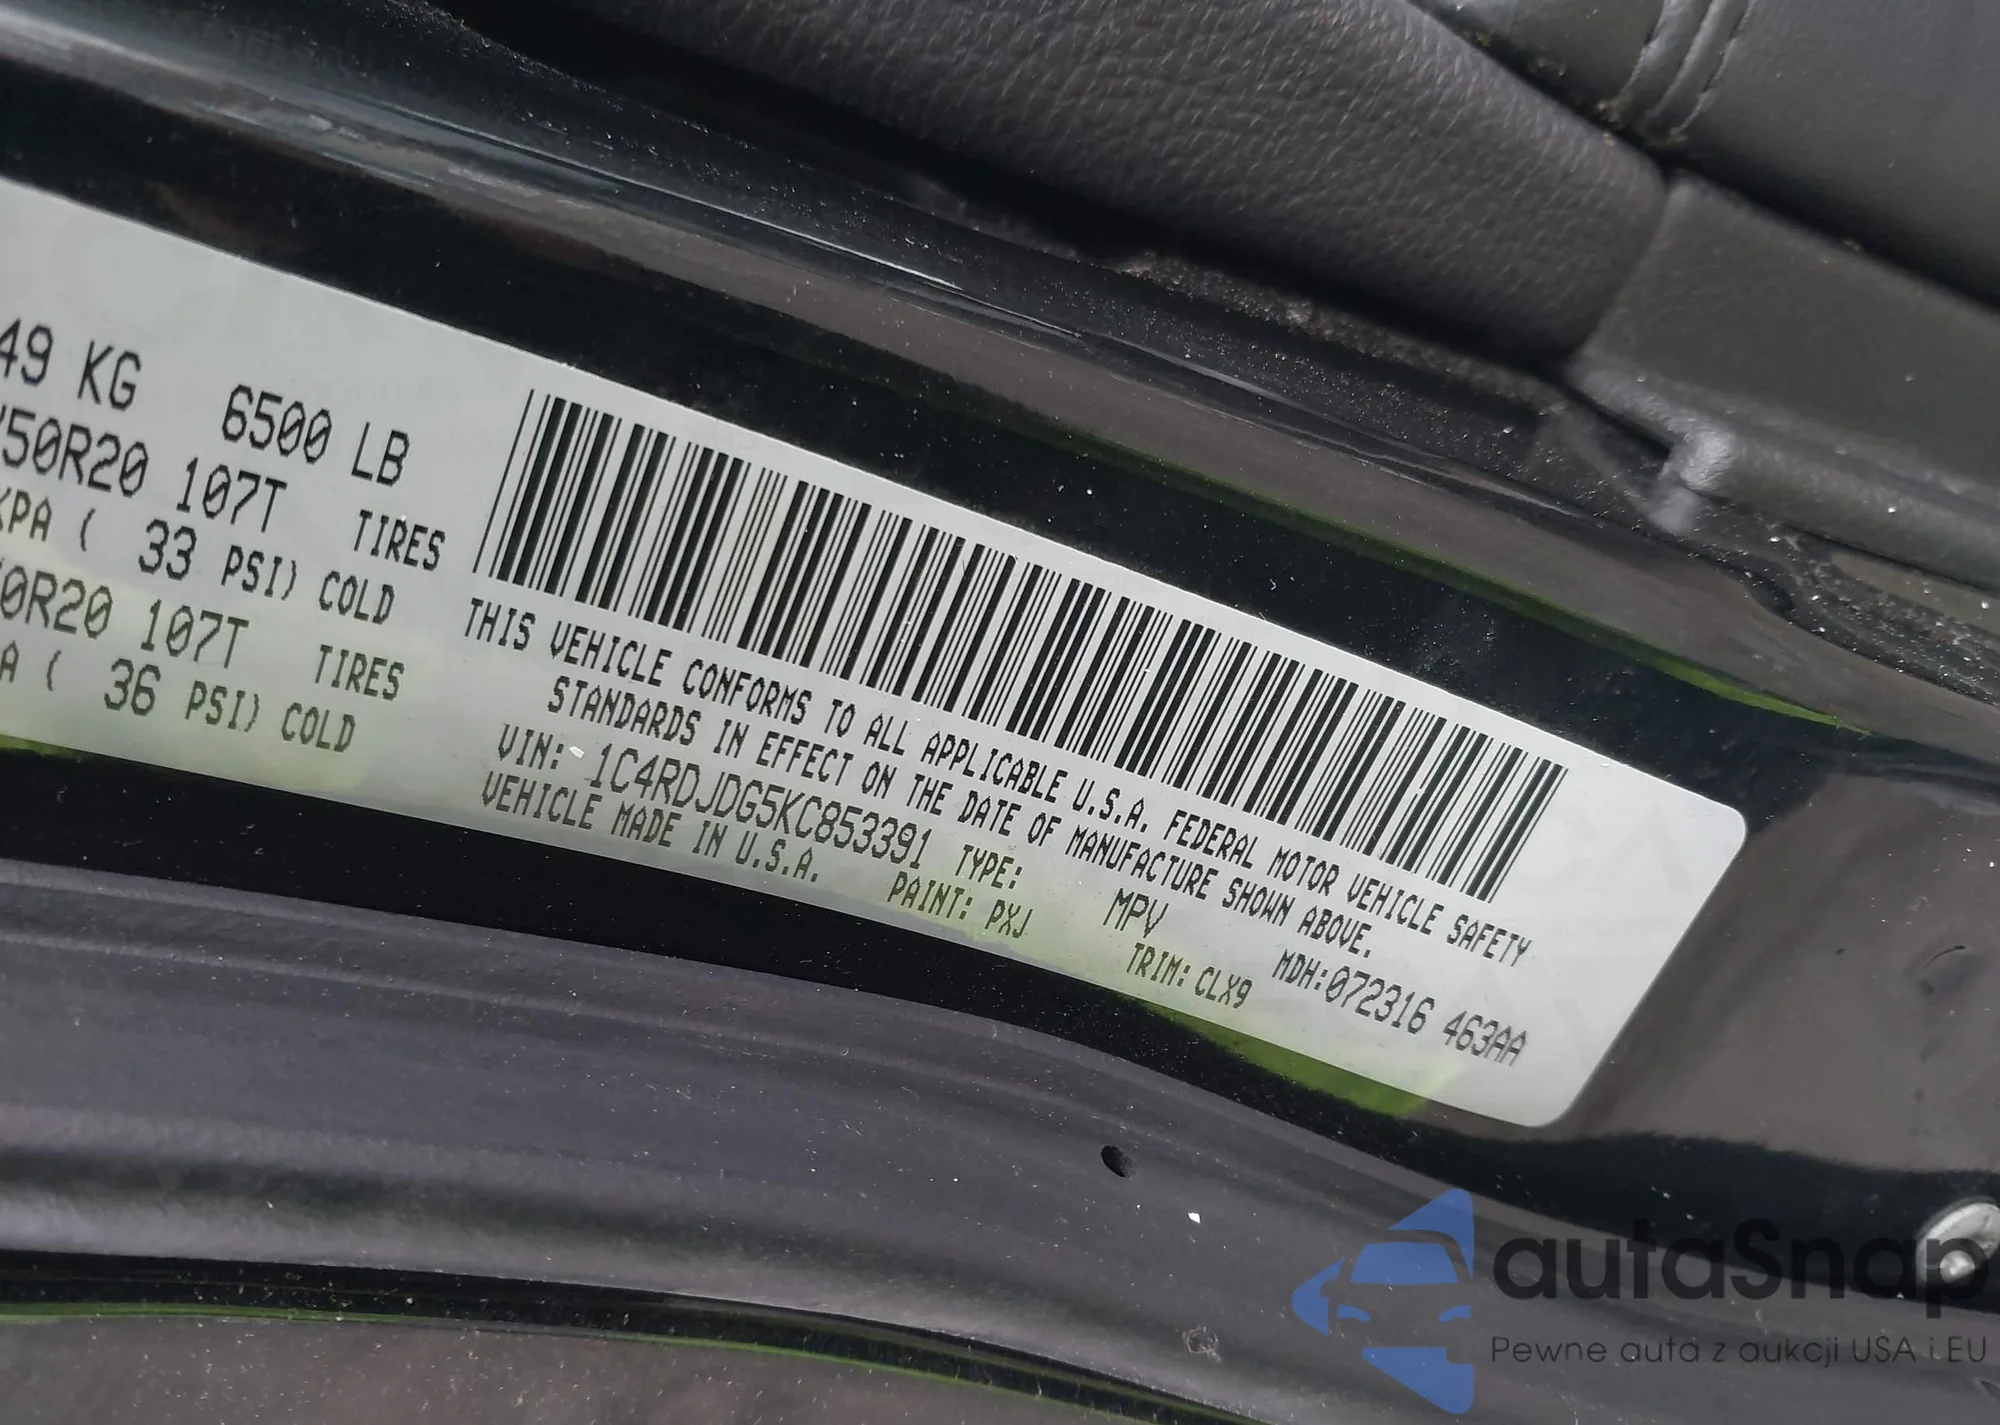 49 KG 6500 LB
50R20 107T TIRES
KPA ( 33 PSI) COLD
0R20 107T TIRES
A ( 36 PSI) COLD
THIS VEHICLE CONFORMS TO ALL APPLICABLE U.S.A. FEDERAL MOTOR VEHICLE SAFETY
STANDARDS IN EFFECT ON THE DATE OF MANUFACTURE SHOWN ABOVE.
VIN: 1C4RDJDG5KC853391 TYPE: MPV MDH:072316 463AA
VEHICLE MADE IN U.S.A. PAINT: PXJ TRIM: CLX9
autaSnap
Pewne auta z aukcji USA i EU